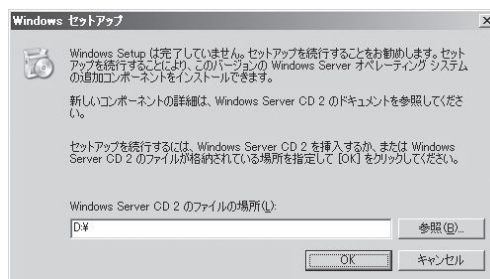 Windows セットアップ
Windows Setup は完了していません。セットアップを続行することをお勧めします。セット
アップを続行することにより、このバージョンの Windows Server オペレーティング システム
の追加コンポーネントをインストールできます。
新しいコンポーネントの詳細は、Windows Server CD 2 のドキュメントを参照してくださ
い。
セットアップを続行するには、Windows Server CD 2 を挿入するか、または Windows
Server CD 2 のファイルが格納されている場所を指定して [OK] をクリックしてください。
Windows Server CD 2 のファイルの場所(L):
D:¥
参照(B)...
OK
キャンセル